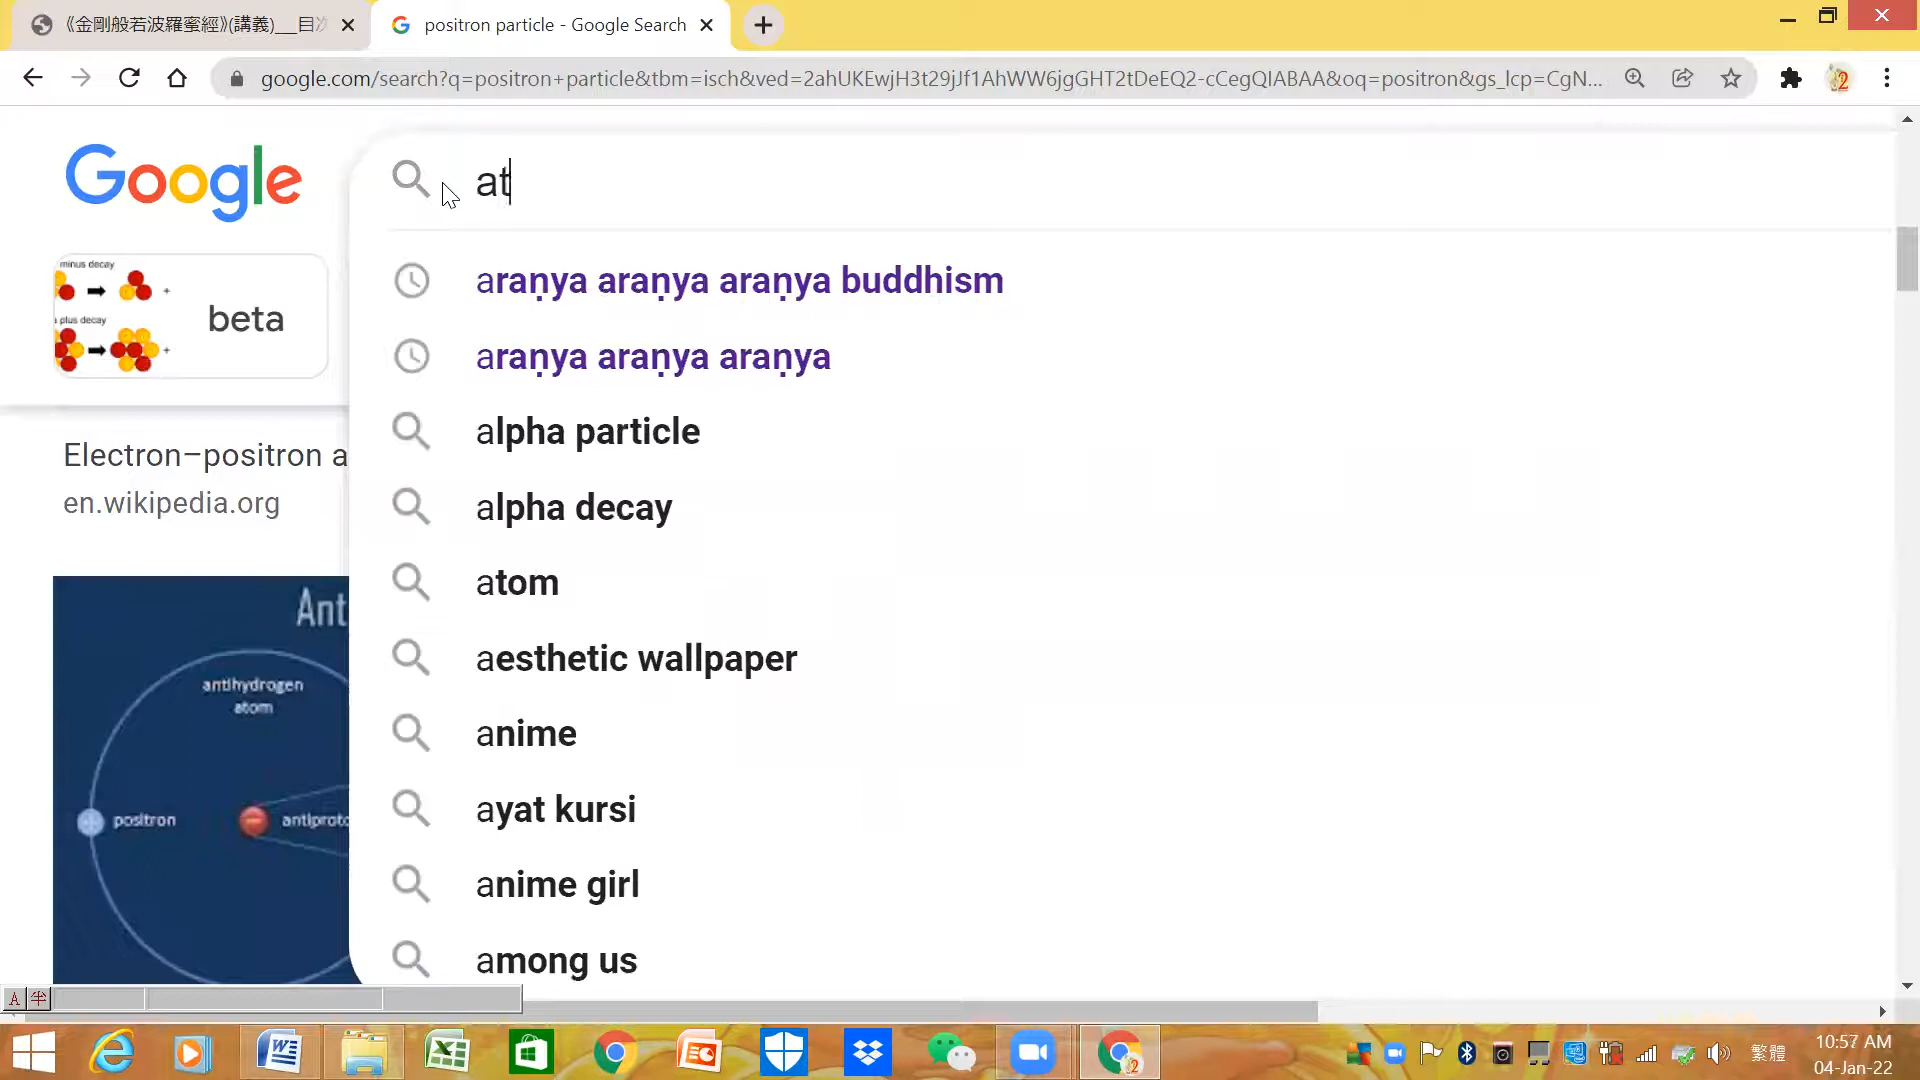 《金剛般若波羅蜜經》(講義)___目次
positron particle - Google Search
google.com/search?q=positron+particle&tbm=isch&ved=2ahUKEwjH3t29jJf1AhWW6jgGHT2tDeEQ2-cCegQIABAA&oq=positron&gs_lcp=CgN...
Google
at
minus decay
plus decay
beta
araṇya araṇya araṇya buddhism
araṇya araṇya araṇya
alpha particle
alpha decay
atom
aesthetic wallpaper
anime
ayat kursi
anime girl
among us
Electron–positron a
en.wikipedia.org
Ant
antihydrogen
atom
positron
antiproto
A 半
繁體
10:57 AM
04-Jan-22